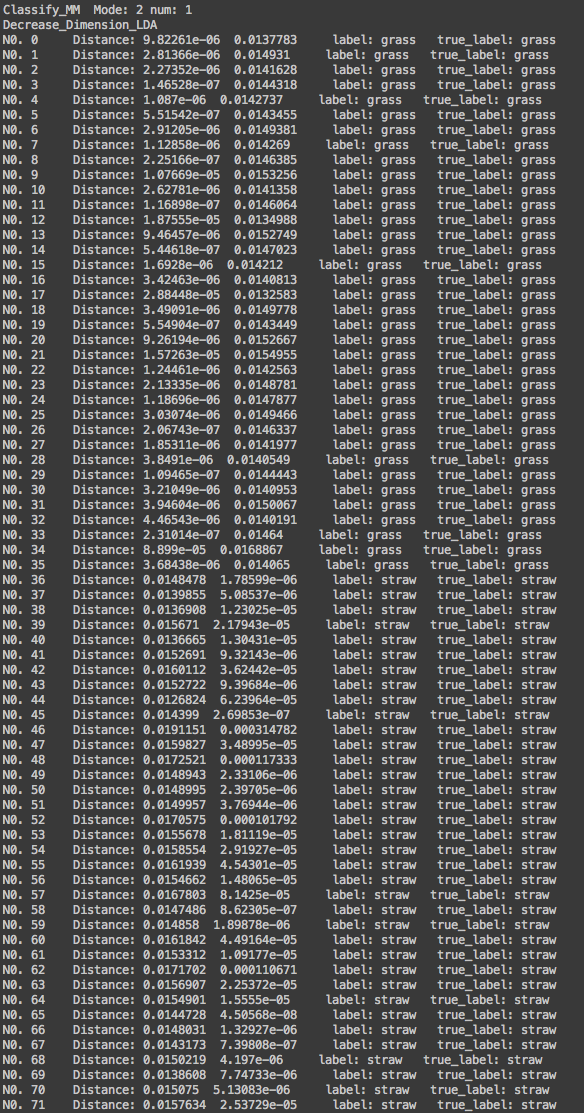 Classify_MM  Mode: 2 num: 1
Decrease_Dimension_LDA
N0. 0     Distance: 9.82261e-06  0.0137783     label: grass   true_label: grass
N0. 1     Distance: 2.81366e-06  0.014931     label: grass   true_label: grass
N0. 2     Distance: 2.27352e-06  0.0141628     label: grass   true_label: grass
N0. 3     Distance: 1.46528e-07  0.0144318     label: grass   true_label: grass
N0. 4     Distance: 1.087e-06  0.0142737     label: grass   true_label: grass
N0. 5     Distance: 5.51542e-07  0.0143455     label: grass   true_label: grass
N0. 6     Distance: 2.91205e-06  0.0149381     label: grass   true_label: grass
N0. 7     Distance: 1.12858e-06  0.014269     label: grass   true_label: grass
N0. 8     Distance: 2.25166e-07  0.0146385     label: grass   true_label: grass
N0. 9     Distance: 1.07669e-05  0.0153256     label: grass   true_label: grass
N0. 10    Distance: 2.62781e-06  0.0141358     label: grass   true_label: grass
N0. 11    Distance: 1.16898e-07  0.0146064     label: grass   true_label: grass
N0. 12    Distance: 1.87555e-05  0.0134988     label: grass   true_label: grass
N0. 13    Distance: 9.46457e-06  0.0152749     label: grass   true_label: grass
N0. 14    Distance: 5.44618e-07  0.0147023     label: grass   true_label: grass
N0. 15    Distance: 1.6928e-06  0.014212     label: grass   true_label: grass
N0. 16    Distance: 3.42463e-06  0.0140813     label: grass   true_label: grass
N0. 17    Distance: 2.88448e-05  0.0132583     label: grass   true_label: grass
N0. 18    Distance: 3.49091e-06  0.0149778     label: grass   true_label: grass
N0. 19    Distance: 5.54904e-07  0.0143449     label: grass   true_label: grass
N0. 20    Distance: 9.26194e-06  0.0152667     label: grass   true_label: grass
N0. 21    Distance: 1.57263e-05  0.0154955     label: grass   true_label: grass
N0. 22    Distance: 1.24461e-06  0.0142563     label: grass   true_label: grass
N0. 23    Distance: 2.13335e-06  0.0148781     label: grass   true_label: grass
N0. 24    Distance: 1.18696e-06  0.0147877     label: grass   true_label: grass
N0. 25    Distance: 3.03074e-06  0.0149466     label: grass   true_label: grass
N0. 26    Distance: 2.06743e-07  0.0146337     label: grass   true_label: grass
N0. 27    Distance: 1.85311e-06  0.0141977     label: grass   true_label: grass
N0. 28    Distance: 3.8491e-06  0.0140549     label: grass   true_label: grass
N0. 29    Distance: 1.09465e-07  0.0144443     label: grass   true_label: grass
N0. 30    Distance: 3.21049e-06  0.0140953     label: grass   true_label: grass
N0. 31    Distance: 3.94604e-06  0.0150067     label: grass   true_label: grass
N0. 32    Distance: 4.46543e-06  0.0140191     label: grass   true_label: grass
N0. 33    Distance: 2.31014e-07  0.01464     label: grass   true_label: grass
N0. 34    Distance: 8.899e-05  0.0168867     label: grass   true_label: grass
N0. 35    Distance: 3.68438e-06  0.014065     label: grass   true_label: grass
N0. 36    Distance: 0.0148478  1.78599e-06     label: straw   true_label: straw
N0. 37    Distance: 0.0139855  5.08537e-06     label: straw   true_label: straw
N0. 38    Distance: 0.0136908  1.23025e-05     label: straw   true_label: straw
N0. 39    Distance: 0.015671  2.17943e-05     label: straw   true_label: straw
N0. 40    Distance: 0.0136665  1.30431e-05     label: straw   true_label: straw
N0. 41    Distance: 0.0152691  9.32143e-06     label: straw   true_label: straw
N0. 42    Distance: 0.0160112  3.62442e-05     label: straw   true_label: straw
N0. 43    Distance: 0.0152722  9.39684e-06     label: straw   true_label: straw
N0. 44    Distance: 0.0126824  6.23964e-05     label: straw   true_label: straw
N0. 45    Distance: 0.014399  2.69853e-07     label: straw   true_label: straw
N0. 46    Distance: 0.0191151  0.000314782     label: straw   true_label: straw
N0. 47    Distance: 0.0159827  3.48995e-05     label: straw   true_label: straw
N0. 48    Distance: 0.0172521  0.000117333     label: straw   true_label: straw
N0. 49    Distance: 0.0148943  2.33106e-06     label: straw   true_label: straw
N0. 50    Distance: 0.0148995  2.39705e-06     label: straw   true_label: straw
N0. 51    Distance: 0.0149957  3.76944e-06     label: straw   true_label: straw
N0. 52    Distance: 0.0170575  0.000101792     label: straw   true_label: straw
N0. 53    Distance: 0.0155678  1.81119e-05     label: straw   true_label: straw
N0. 54    Distance: 0.0158554  2.91927e-05     label: straw   true_label: straw
N0. 55    Distance: 0.0161939  4.54301e-05     label: straw   true_label: straw
N0. 56    Distance: 0.0154662  1.48065e-05     label: straw   true_label: straw
N0. 57    Distance: 0.0167803  8.1425e-05     label: straw   true_label: straw
N0. 58    Distance: 0.0147486  8.62305e-07     label: straw   true_label: straw
N0. 59    Distance: 0.014858  1.89878e-06     label: straw   true_label: straw
N0. 60    Distance: 0.0161842  4.49164e-05     label: straw   true_label: straw
N0. 61    Distance: 0.0153312  1.09177e-05     label: straw   true_label: straw
N0. 62    Distance: 0.0171702  0.000110671     label: straw   true_label: straw
N0. 63    Distance: 0.0156907  2.25372e-05     label: straw   true_label: straw
N0. 64    Distance: 0.0154901  1.5555e-05     label: straw   true_label: straw
N0. 65    Distance: 0.0144728  4.50568e-08     label: straw   true_label: straw
N0. 66    Distance: 0.0148031  1.32927e-06     label: straw   true_label: straw
N0. 67    Distance: 0.0143173  7.39808e-07     label: straw   true_label: straw
N0. 68    Distance: 0.0150219  4.197e-06     label: straw   true_label: straw
N0. 69    Distance: 0.0138608  7.74733e-06     label: straw   true_label: straw
N0. 70    Distance: 0.015075  5.13083e-06     label: straw   true_label: straw
N0. 71    Distance: 0.0157634  2.53729e-05     label: straw   true_label: straw